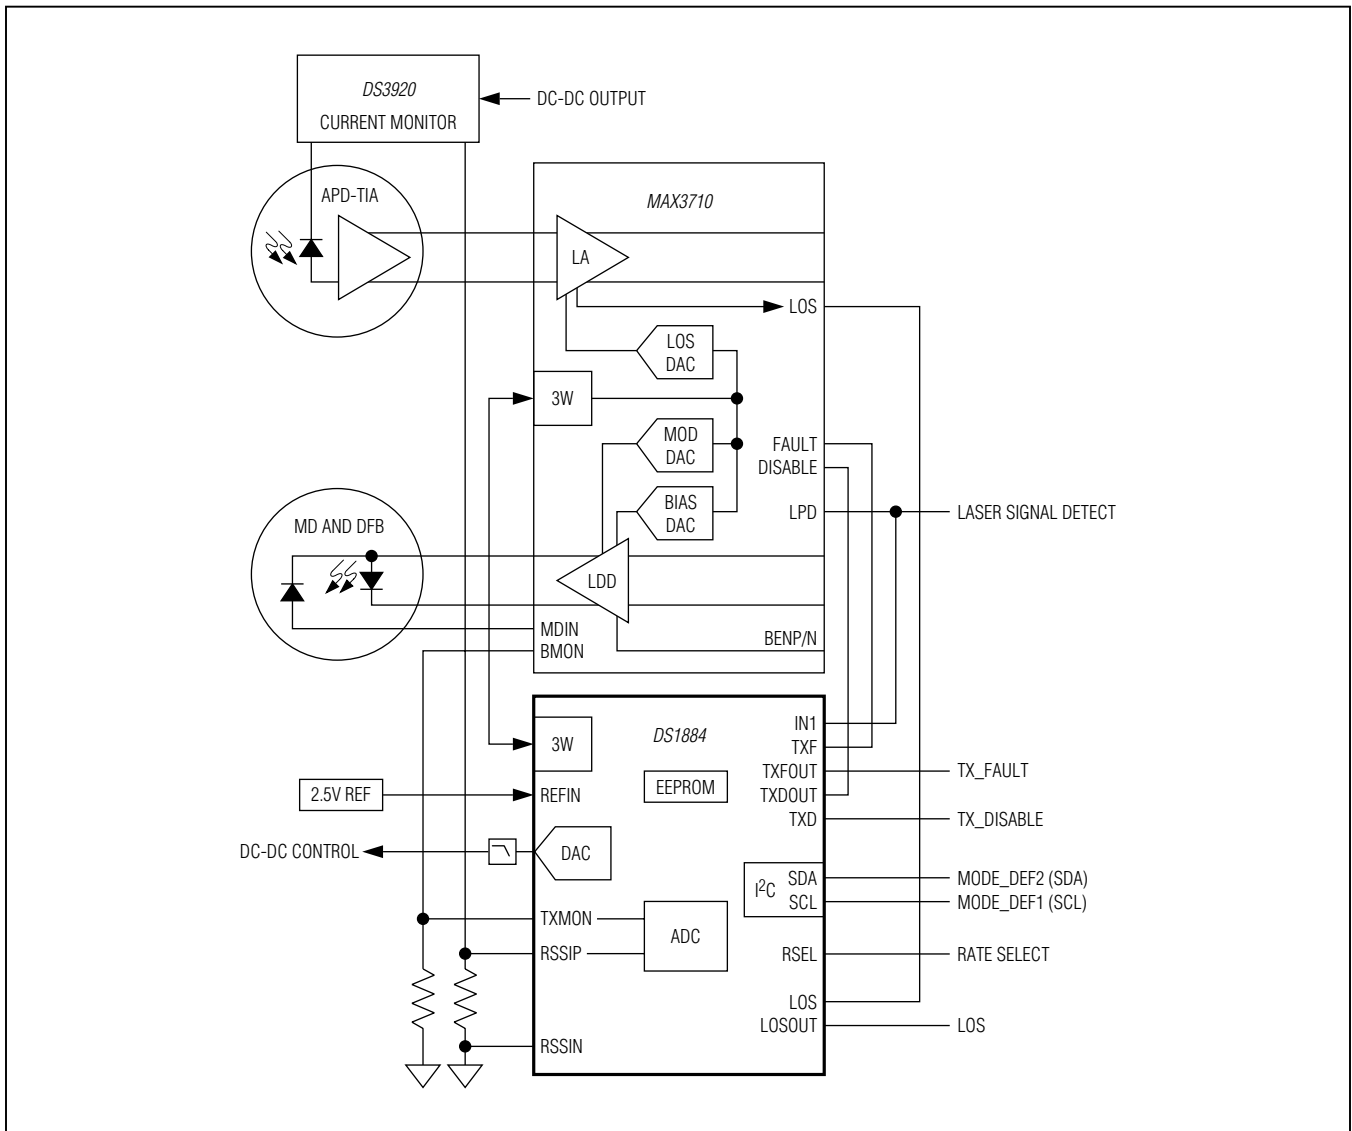 DS3920
CURRENT MONITOR
DC-DC OUTPUT
APD-TIA
MAX3710
LA
LOS
LOS
DAC
3W
MOD
DAC
FAULT
DISABLE
BIAS
DAC
LPD
LASER SIGNAL DETECT
MD AND DFB
LDD
MDIN
BMON
BENP/N
DS1884
3W
IN1
TXF
EEPROM
TXFOUT
TX_FAULT
2.5V REF
REFIN
TXDOUT
TXD
TX_DISABLE
DC-DC CONTROL
DAC
I²C
SDA
MODE_DEF2 (SDA)
SCL
MODE_DEF1 (SCL)
TXMON
ADC
RSSIP
RSEL
RATE SELECT
LOS
LOSOUT
LOS
RSSIN